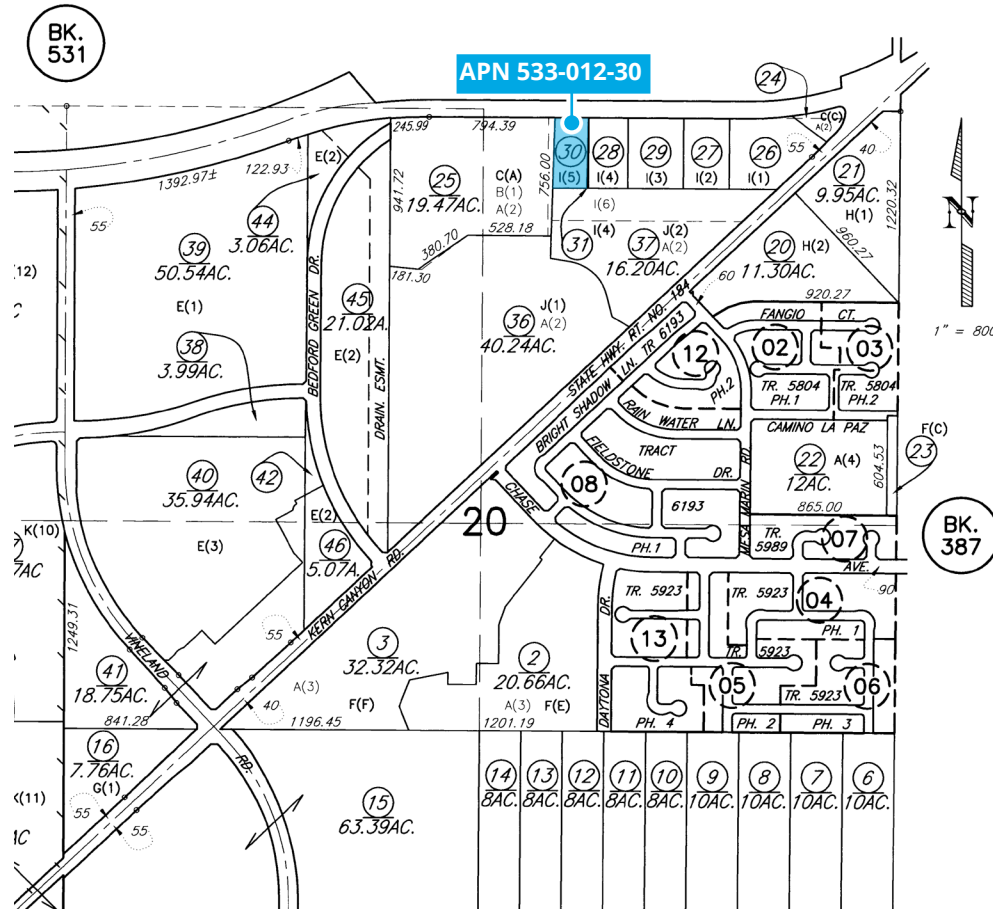 BK.
531
APN 533-012-30
24
C(C)
A(2)
245.99
794.39
E(2)
122.93
1392.97±
55
40
30
28
29
27
26
I(5)
I(4)
I(3)
I(2)
I(1)
21
9.95AC.
H(1)
1220.32
941.72
25
19.47AC.
C(A)
B(1)
A(2)
756.00
I(6)
528.18
380.70
181.30
I(4)
31
37
16.20AC.
J(2)
A(2)
960.27
20
11.30AC.
H(2)
60
920.27
55
44
3.06AC.
39
50.54AC.
E(1)
38
3.99AC.
BEDFORD GREEN DR.
45
21.02A.
E(2)
DRAIN. ESMT.
J(1)
36
A(2)
40.24AC.
STATE HWY. RT. NO. 184
BRIGHT SHADOW LN. TR 6193
12
PH.2
FANGIO CT.
02
03
TR. 5804
PH.1
TR. 5804
PH.2
1" = 800
RAIN WATER LN.
CAMINO LA PAZ
F(C)
23
TRACT
FIELDSTONE DR.
MESA MARIN RD
22
A(4)
12AC.
604.53
865.00
08
6193
CHASE AVE.
PH.1
TR.
5989
07
90
BK.
387
40
35.94AC.
42
E(3)
K(10)
E(2)
46
5.07A.
20
KERN CANYON RD.
55
1249.31
VINELAND RD.
41
18.75AC.
841.28
3
32.32AC.
A(3)
F(F)
40
1196.45
2
20.66AC.
A(3)
F(E)
1201.19
DAYTONA DR.
TR. 5923
13
PH. 4
TR. 5923
04
PH. 1
TR. 5923
05
PH. 2
TR. 5923
06
PH. 3
16
7.76AC.
G(1)
55
55
15
63.39AC.
14
8AC.
13
8AC.
12
8AC.
11
8AC.
10
8AC.
9
10AC.
8
10AC.
7
10AC.
6
10AC.